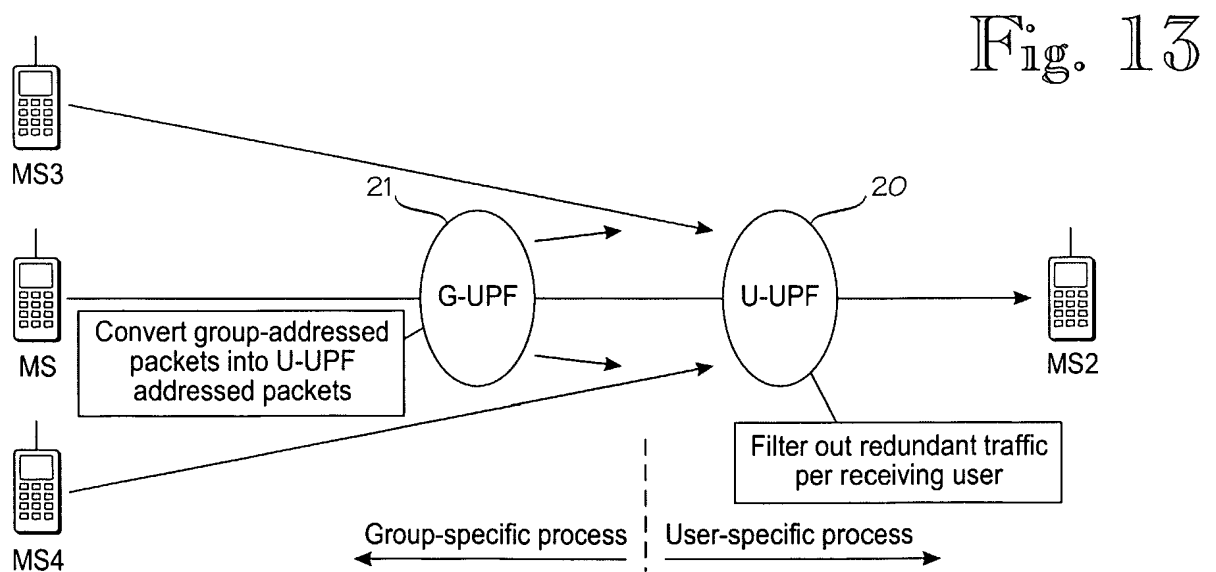 Fig. 13
MS3
21
20
G-UPF
U-UPF
MS
Convert group-addressed
packets into U-UPF
addressed packets
MS2
Filter out redundant traffic
per receiving user
MS4
Group-specific process
User-specific process